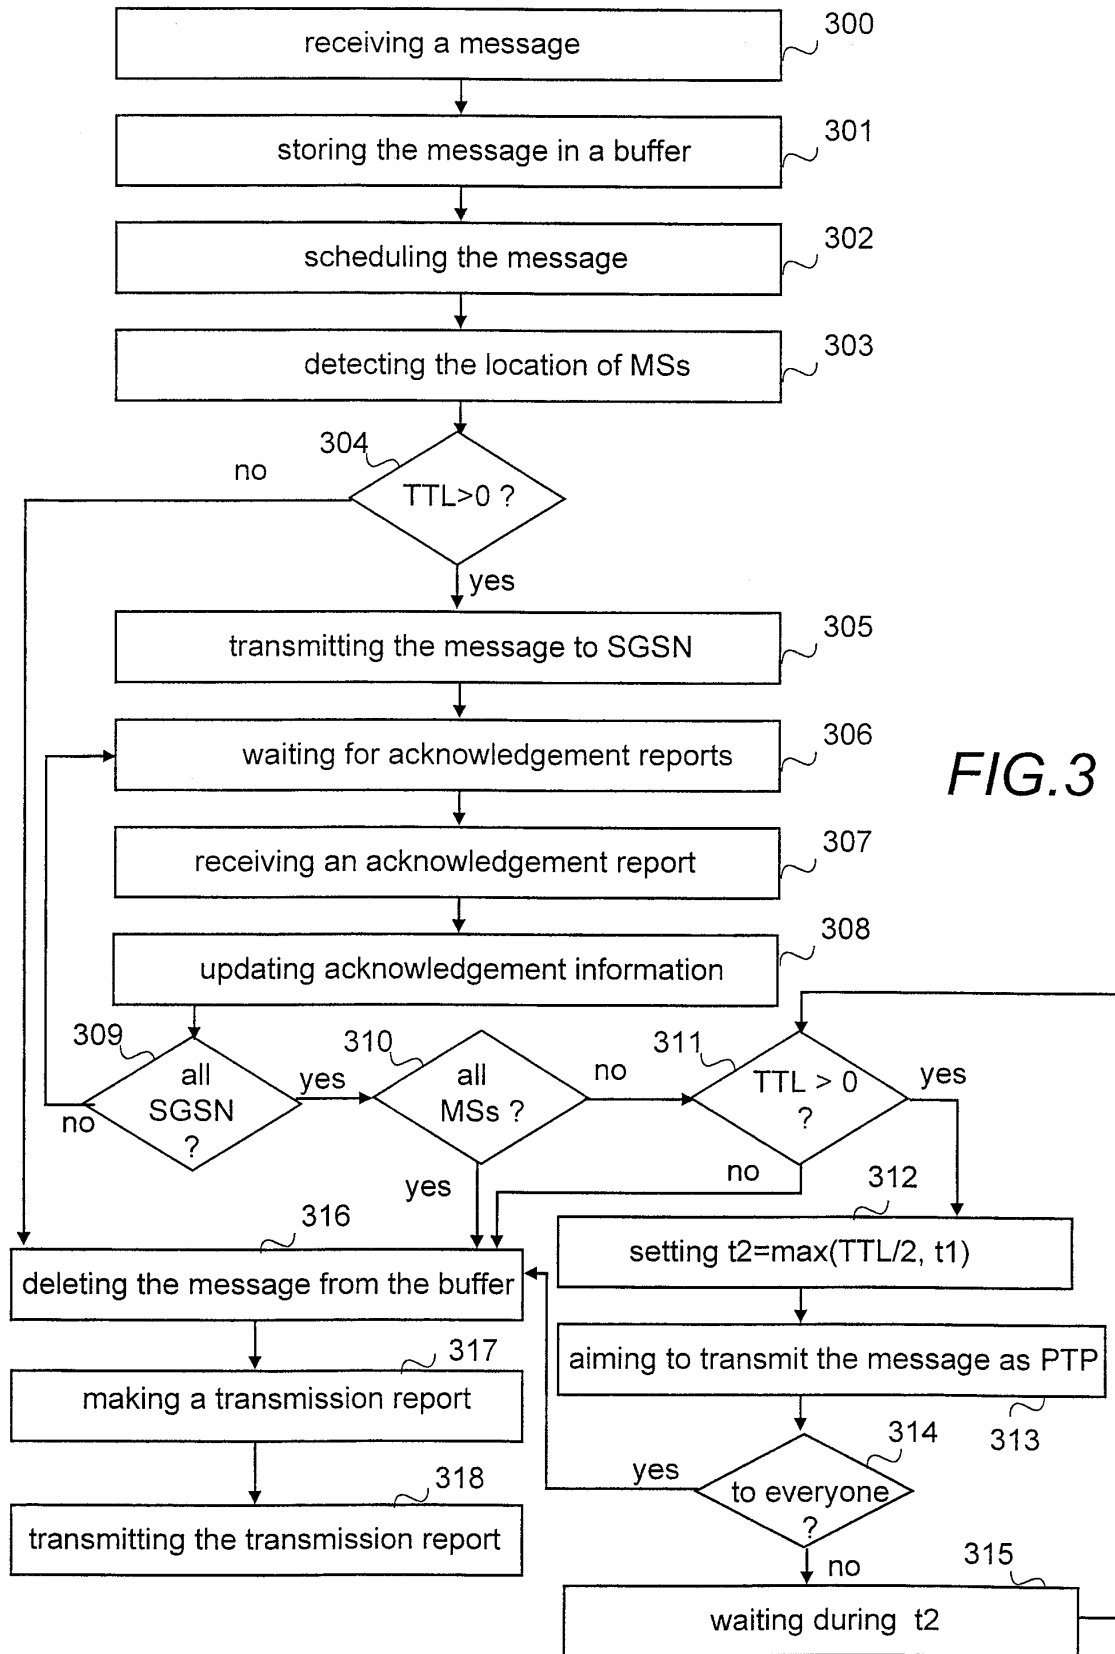 receiving a message
300
storing the message in a buffer
301
scheduling the message
302
detecting the location of MSs
303
304
no
TTL>0 ?
yes
transmitting the message to SGSN
305
waiting for acknowledgement reports
306
FIG.3
receiving an acknowledgement report
307
updating acknowledgement information
308
309
all
SGSN
?
no
yes
310
all
MSs ?
no
yes
311
TTL > 0
?
yes
no
312
setting t2=max(TTL/2, t1)
316
deleting the message from the buffer
aiming to transmit the message as PTP
313
317
making a transmission report
314
to everyone
?
yes
no
318
transmitting the transmission report
315
waiting during t2